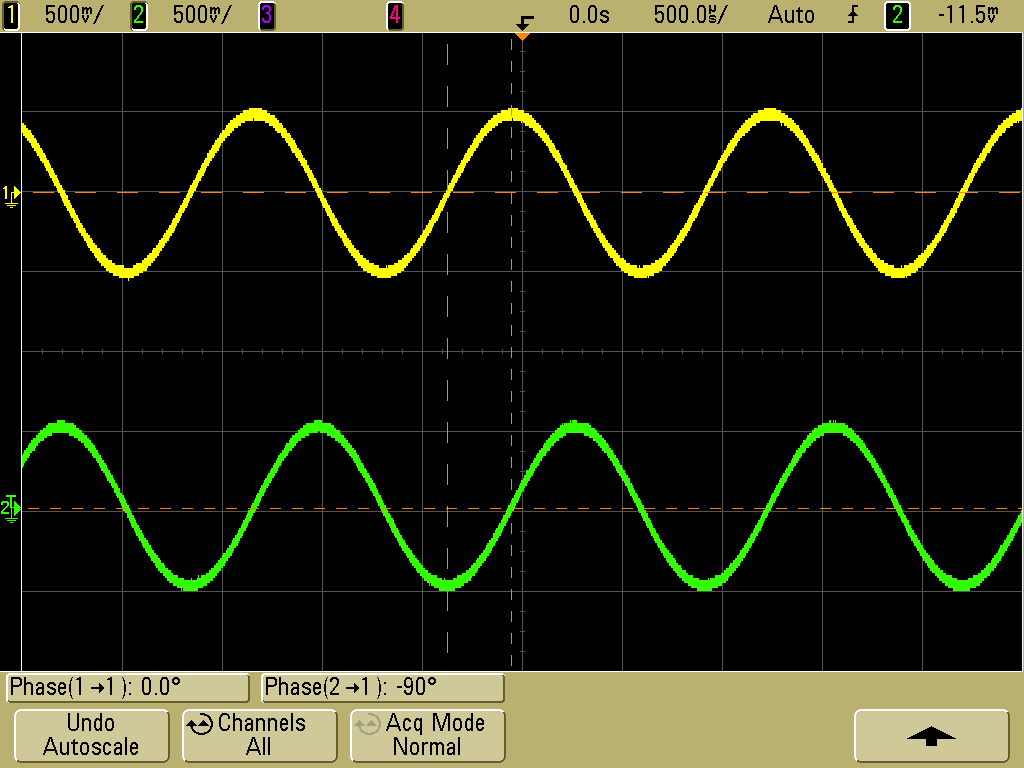 1 500mV/ 2 500mV/ 3 4 0.0s 500.0us/ Auto 2 -11.5mV
1
2
Phase(1→1): 0.0° Phase(2→1): -90°
Undo Channels Acq Mode
Autoscale All Normal